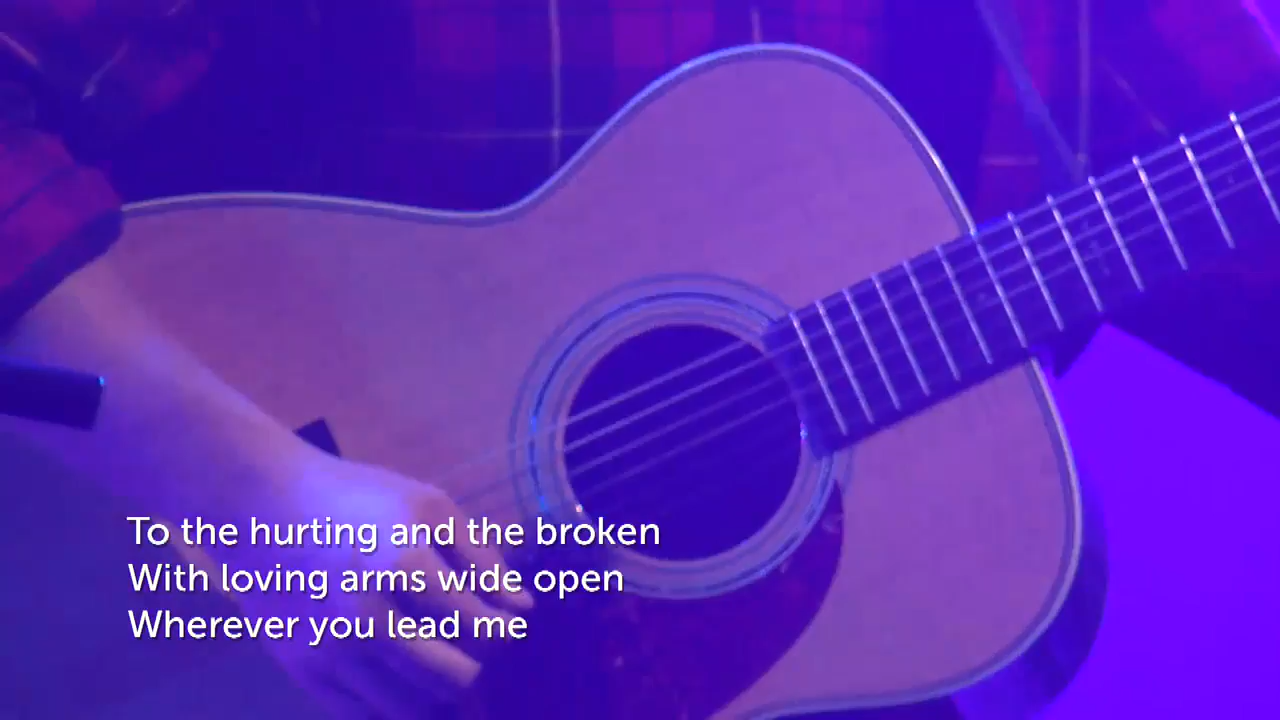 To the hurting and the broken
With loving arms wide open
Wherever you lead me